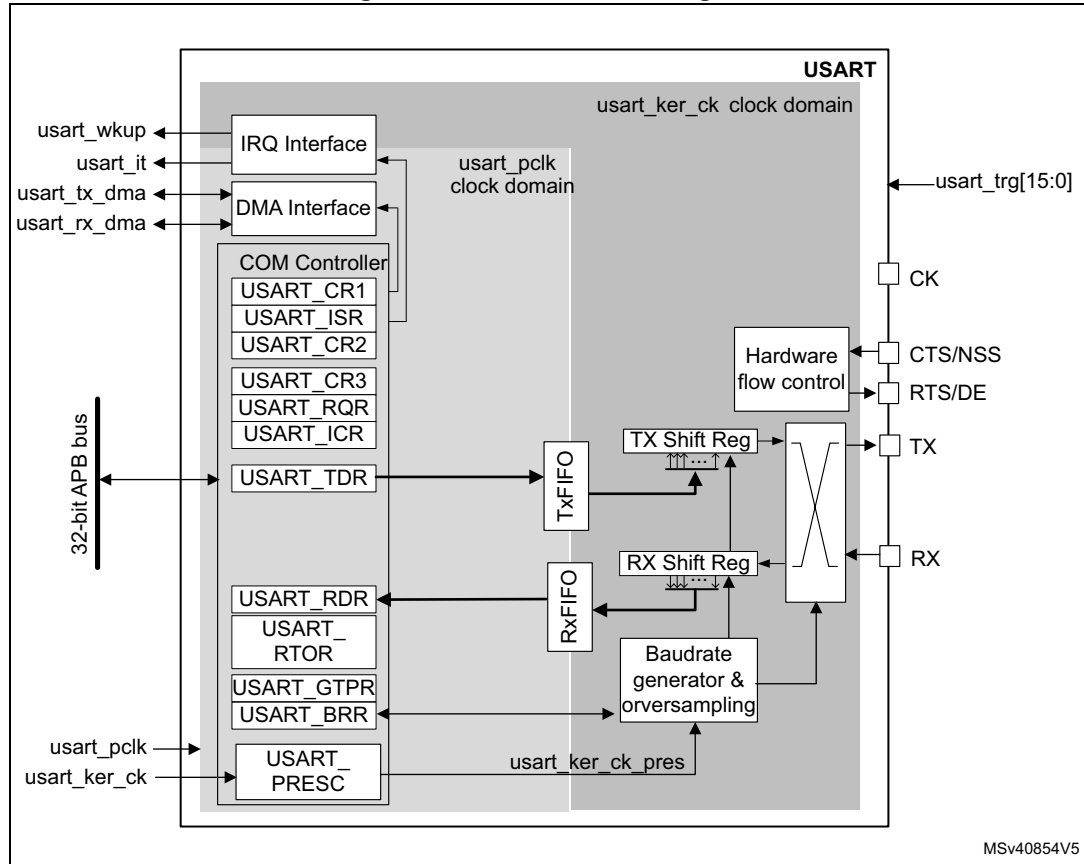 USART
usart_ker_ck clock domain
usart_wkup
IRQ Interface
usart_it
usart_pclk
clock domain
usart_tx_dma
DMA Interface
usart_trg[15:0]
usart_rx_dma
COM Controller
USART_CR1
CK
USART_ISR
USART_CR2
Hardware
flow control
CTS/NSS
RTS/DE
USART_CR3
USART_RQR
USART_ICR
TX Shift Reg
...
TX
USART_TDR
TxFIFO
32-bit APB bus
RX Shift Reg
...
RX
USART_RDR
RxFIFO
USART_
RTOR
Baudrate
generator &
orversampling
USART_GTPR
USART_BRR
usart_pclk
usart_ker_ck
USART_
PRESC
usart_ker_ck_pres
MSv40854V5